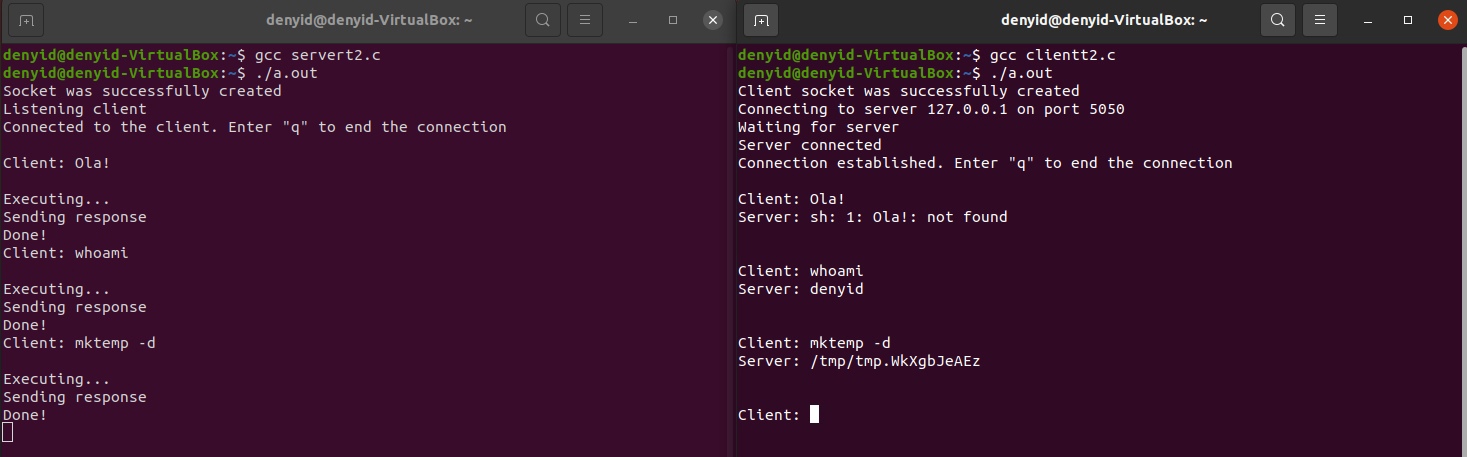 denyid@denyid-VirtualBox: ~
denyid@denyid-VirtualBox:~$ gcc servert2.c
denyid@denyid-VirtualBox:~$ ./a.out
Socket was successfully created
Listening client
Connected to the client. Enter "q" to end the connection
Client: Ola!
Executing...
Sending response
Done!
Client: whoami
Executing...
Sending response
Done!
Client: mktemp -d
Executing...
Sending response
Done!
denyid@denyid-VirtualBox: ~
denyid@denyid-VirtualBox:~$ gcc clientt2.c
denyid@denyid-VirtualBox:~$ ./a.out
Client socket was successfully created
Connecting to server 127.0.0.1 on port 5050
Waiting for server
Server connected
Connection established. Enter "q" to end the connection
Client: Ola!
Server: sh: 1: Ola!: not found
Client: whoami
Server: denyid
Client: mktemp -d
Server: /tmp/tmp.WkXgbJeAEz
Client: